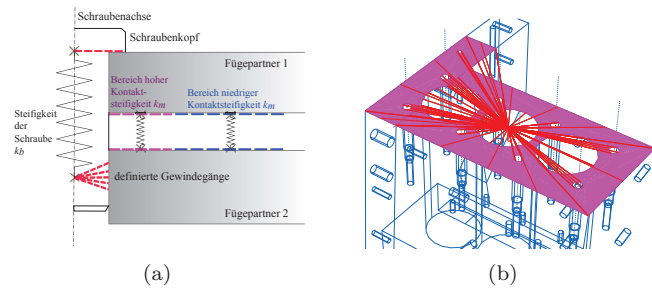 Schraubenachse
Schraubenkopf
Fügepartner 1
Bereich hoher
Kontakt-
steifigkeit km
Bereich niedriger
Kontaktsteifigkeit km
Steifigkeit
der
Schraube
kb
definierte Gewindegänge
Fügepartner 2
(a)
(b)